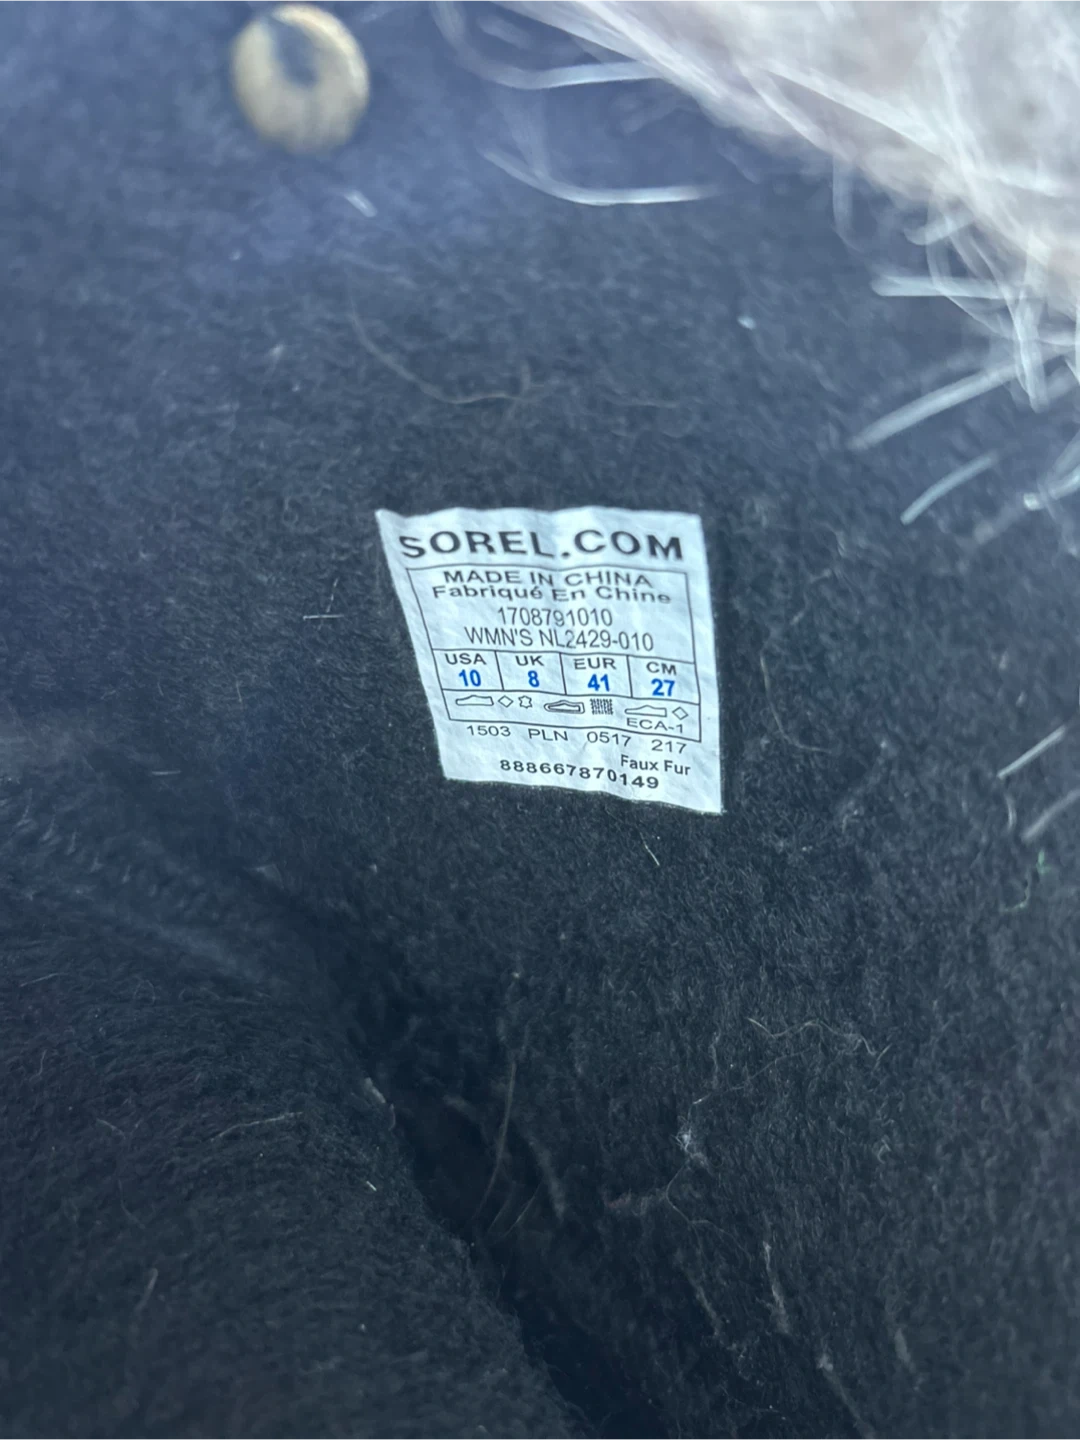 SOREL.COM
MADE IN CHINA
Fabriqué En Chine
1708791010
WMN'S NL2429-010
USA UK EUR CM
10 8 41 27
ECA-1
1503 PLN 0517 217
Faux Fur
888667870149